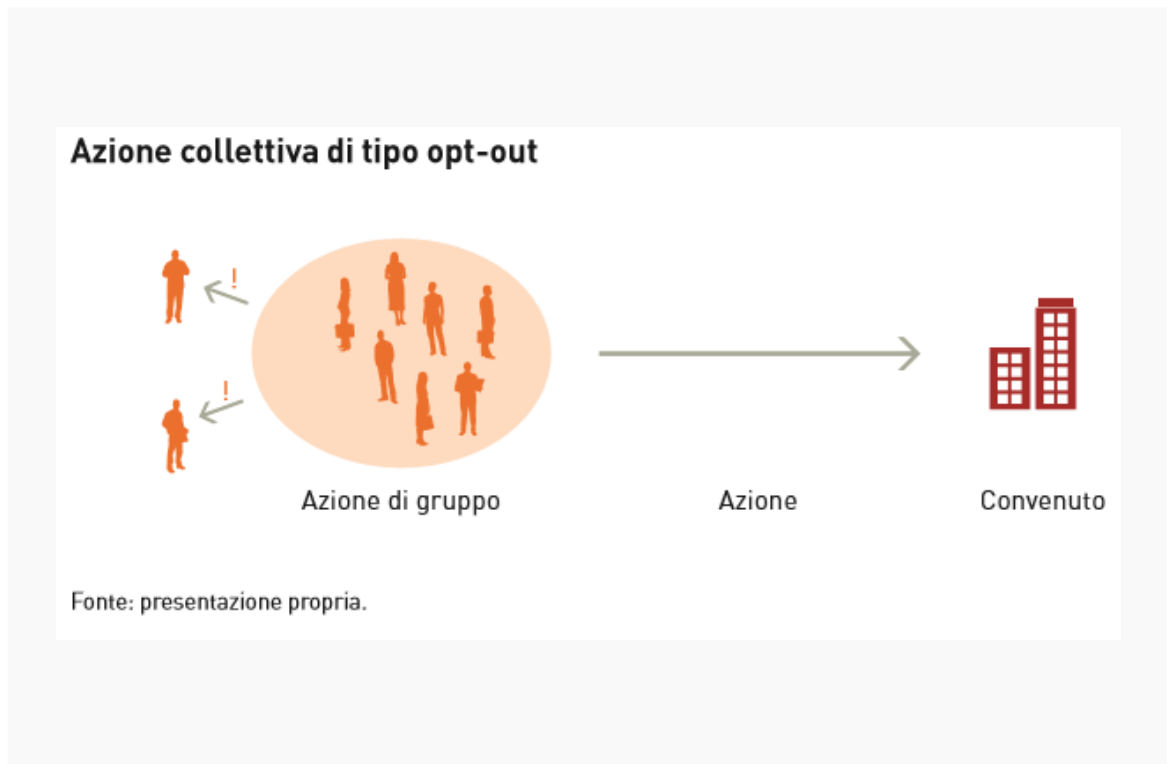 Azione collettiva di tipo opt-out
!
!
Azione di gruppo
Azione
Convenuto
Fonte: presentazione propria.